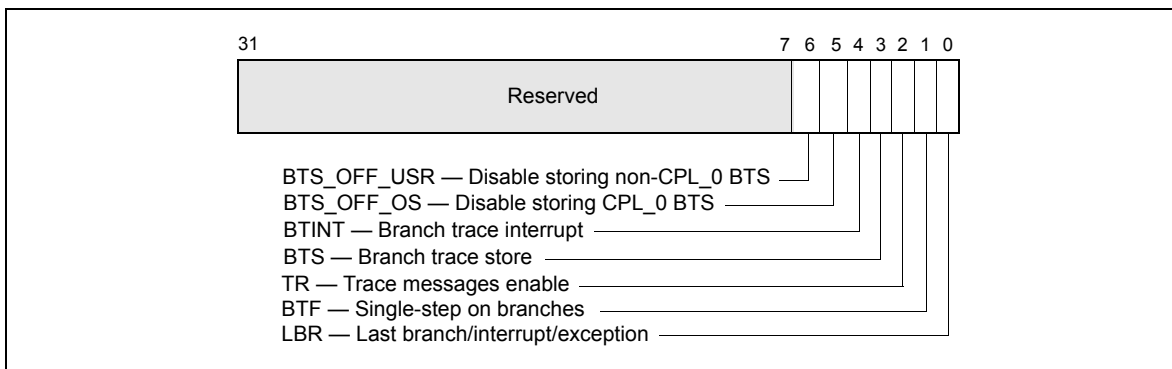 31 7 6 5 4 3 2 1 0
Reserved
BTS_OFF_USR — Disable storing non-CPL_0 BTS
BTS_OFF_OS — Disable storing CPL_0 BTS
BTINT — Branch trace interrupt
BTS — Branch trace store
TR — Trace messages enable
BTF — Single-step on branches
LBR — Last branch/interrupt/exception